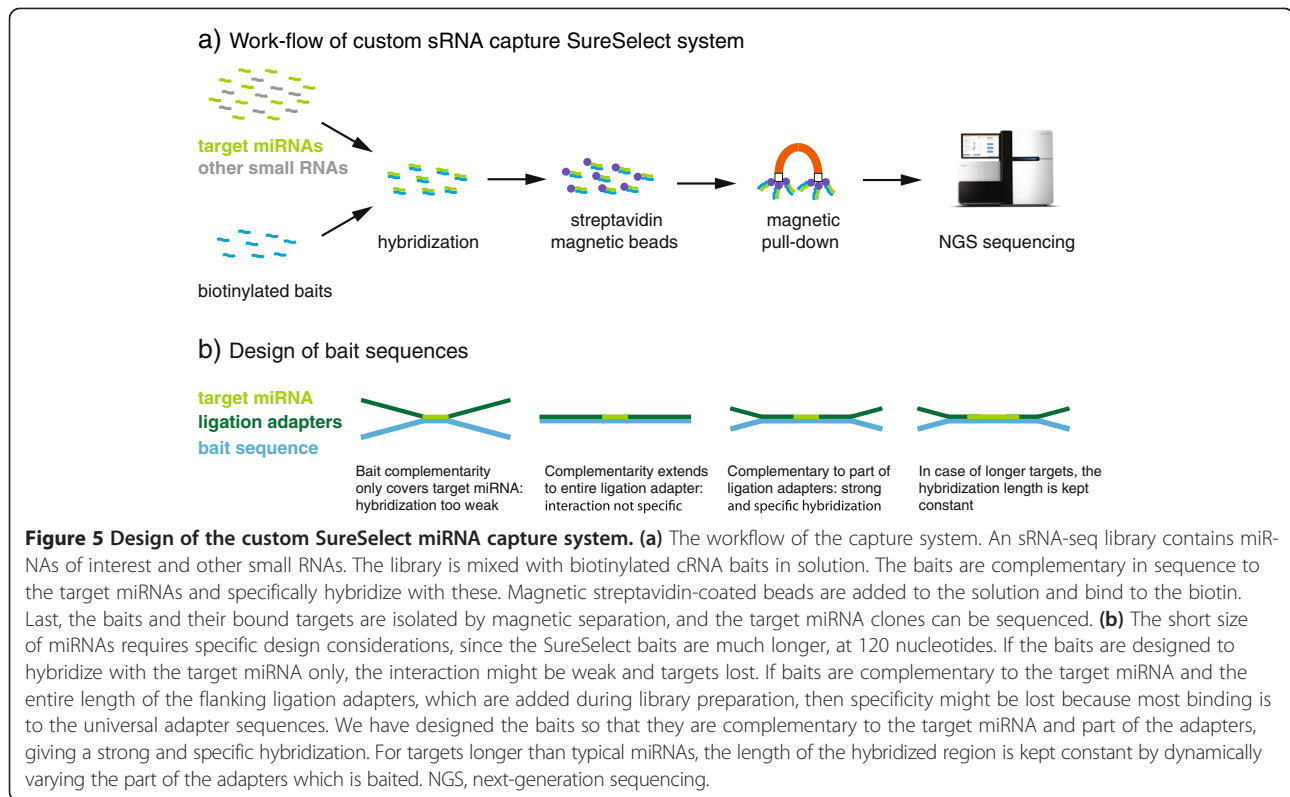 a) Work-flow of custom sRNA capture SureSelect system
target miRNAs
other small RNAs
biotinylated baits
hybridization
streptavidin
magnetic beads
magnetic
pull-down
NGS sequencing
b) Design of bait sequences
target miRNA
ligation adapters
bait sequence
Bait complementarity
only covers target miRNA:
hybridization too weak
Complementarity extends
to entire ligation adapter:
interaction not specific
Complementary to part of
ligation adapters: strong
and specific hybridization
In case of longer targets, the
hybridization length is kept
constant
Figure 5 Design of the custom SureSelect miRNA capture system. (a) The workflow of the capture system. An sRNA-seq library contains miR-
NAs of interest and other small RNAs. The library is mixed with biotinylated cRNA baits in solution. The baits are complementary in sequence to
the target miRNAs and specifically hybridize with these. Magnetic streptavidin-coated beads are added to the solution and bind to the biotin.
Last, the baits and their bound targets are isolated by magnetic separation, and the target miRNA clones can be sequenced. (b) The short size
of miRNAs requires specific design considerations, since the SureSelect baits are much longer, at 120 nucleotides. If the baits are designed to
hybridize with the target miRNA only, the interaction might be weak and targets lost. If baits are complementary to the target miRNA and the
entire length of the flanking ligation adapters, which are added during library preparation, then specificity might be lost because most binding is
to the universal adapter sequences. We have designed the baits so that they are complementary to the target miRNA and part of the adapters,
giving a strong and specific hybridization. For targets longer than typical miRNAs, the length of the hybridized region is kept constant by dynamically
varying the part of the adapters which is baited. NGS, next-generation sequencing.